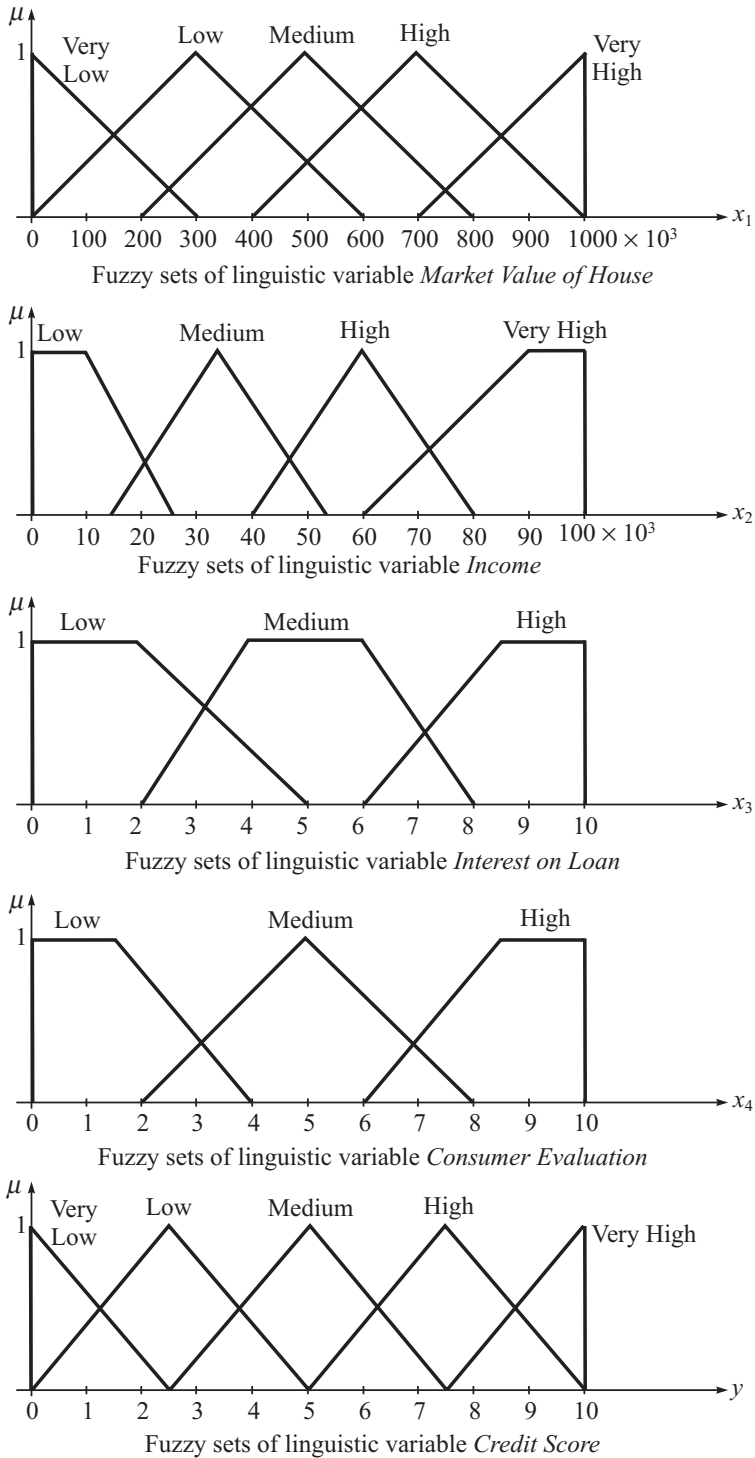 μ
Very Low Low Medium High Very High
1
0 100 200 300 400 500 600 700 800 900 1000 × 10³ x₁
Fuzzy sets of linguistic variable Market Value of House
μ
Low Medium High Very High
1
0 10 20 30 40 50 60 70 80 90 100 × 10³ x₂
Fuzzy sets of linguistic variable Income
μ
Low Medium High
1
0 1 2 3 4 5 6 7 8 9 10 x₃
Fuzzy sets of linguistic variable Interest on Loan
μ
Low Medium High
1
0 1 2 3 4 5 6 7 8 9 10 x₄
Fuzzy sets of linguistic variable Consumer Evaluation
μ
Very Low Low Medium High Very High
1
0 1 2 3 4 5 6 7 8 9 10 y
Fuzzy sets of linguistic variable Credit Score